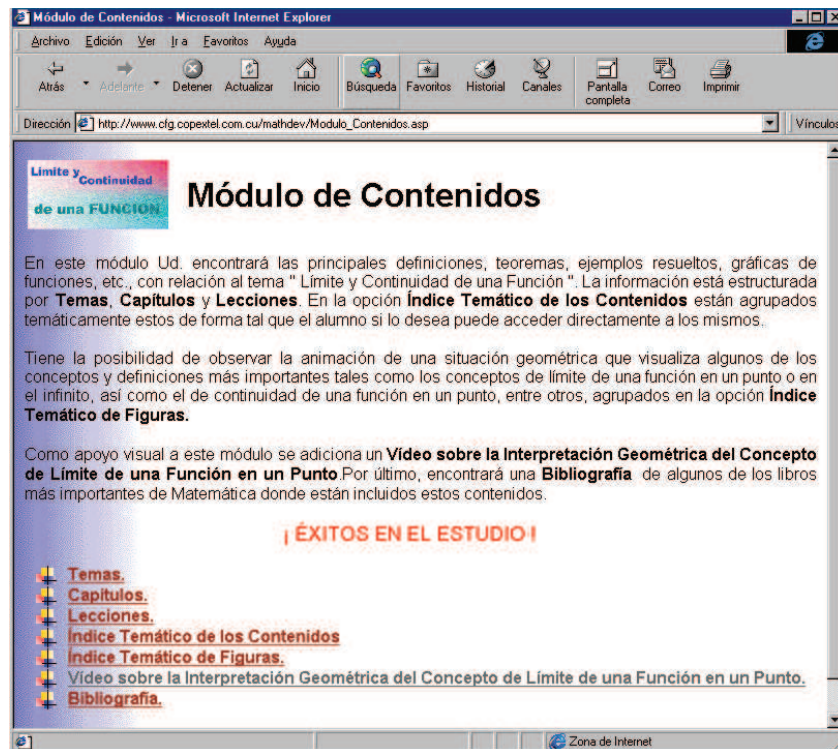 Módulo de Contenidos - Microsoft Internet Explorer
Archivo Edición Ver Ir a Favoritos Ayuda
Atrás Adelante Detener Actualizar Inicio Búsqueda Favoritos Historial Canales Pantalla completa Correo Imprimir
Dirección http://www.cfg.copextel.com.cu/mathdev/Modulo_Contenidos.asp Vínculos
Limite y Continuidad
de una FUNCION
Módulo de Contenidos
En este módulo Ud. encontrará las principales definiciones, teoremas, ejemplos resueltos, gráficas de
funciones, etc., con relación al tema " Límite y Continuidad de una Función ". La información está estructurada
por Temas, Capítulos y Lecciones. En la opción Índice Temático de los Contenidos están agrupados
temáticamente estos de forma tal que el alumno si lo desea puede acceder directamente a los mismos.
Tiene la posibilidad de observar la animación de una situación geométrica que visualiza algunos de los
conceptos y definiciones más importantes tales como los conceptos de límite de una función en un punto o en
el infinito, así como el de continuidad de una función en un punto, entre otros, agrupados en la opción Índice
Temático de Figuras.
Como apoyo visual a este módulo se adiciona un Vídeo sobre la Interpretación Geométrica del Concepto
de Límite de una Función en un Punto.Por último, encontrará una Bibliografía de algunos de los libros
más importantes de Matemática donde están incluidos estos contenidos.
¡ ÉXITOS EN EL ESTUDIO !
Temas.
Capítulos.
Lecciones.
Índice Temático de los Contenidos
Índice Temático de Figuras.
Vídeo sobre la Interpretación Geométrica del Concepto de Límite de una Función en un Punto.
Bibliografía.
Zona de Internet